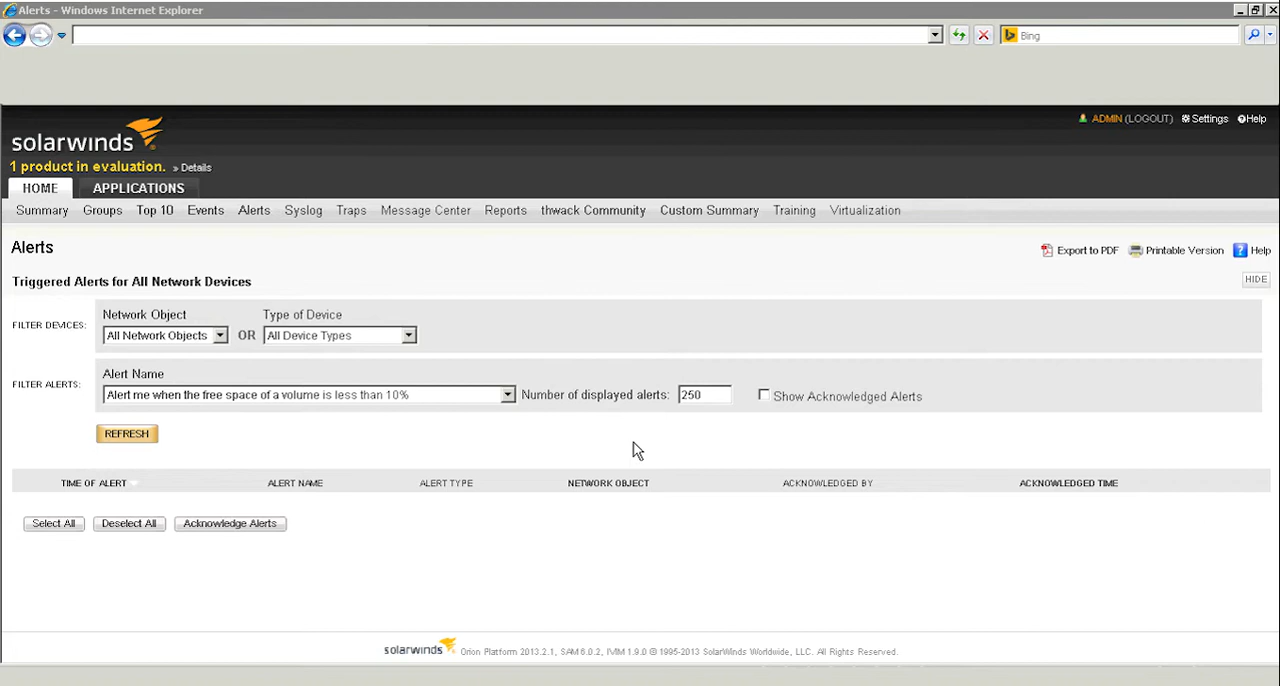 Alerts - Windows Internet Explorer
Bing
solarwinds
ADMIN (LOGOUT) Settings Help
1 product in evaluation. » Details
HOME APPLICATIONS
Summary Groups Top 10 Events Alerts Syslog Traps Message Center Reports thwack Community Custom Summary Training Virtualization
Alerts
Export to PDF Printable Version Help
Triggered Alerts for All Network Devices
HIDE
Network Object Type of Device
FILTER DEVICES: All Network Objects OR All Device Types
Alert Name
FILTER ALERTS: Alert me when the free space of a volume is less than 10% Number of displayed alerts: 250 Show Acknowledged Alerts
REFRESH
TIME OF ALERT ALERT NAME ALERT TYPE NETWORK OBJECT ACKNOWLEDGED BY ACKNOWLEDGED TIME
Select All Deselect All Acknowledge Alerts
solarwinds Orion Platform 2013.2.1, SAM 6.0.2, IVIM 1.9.0 © 1995-2013 SolarWinds Worldwide, LLC. All Rights Reserved.